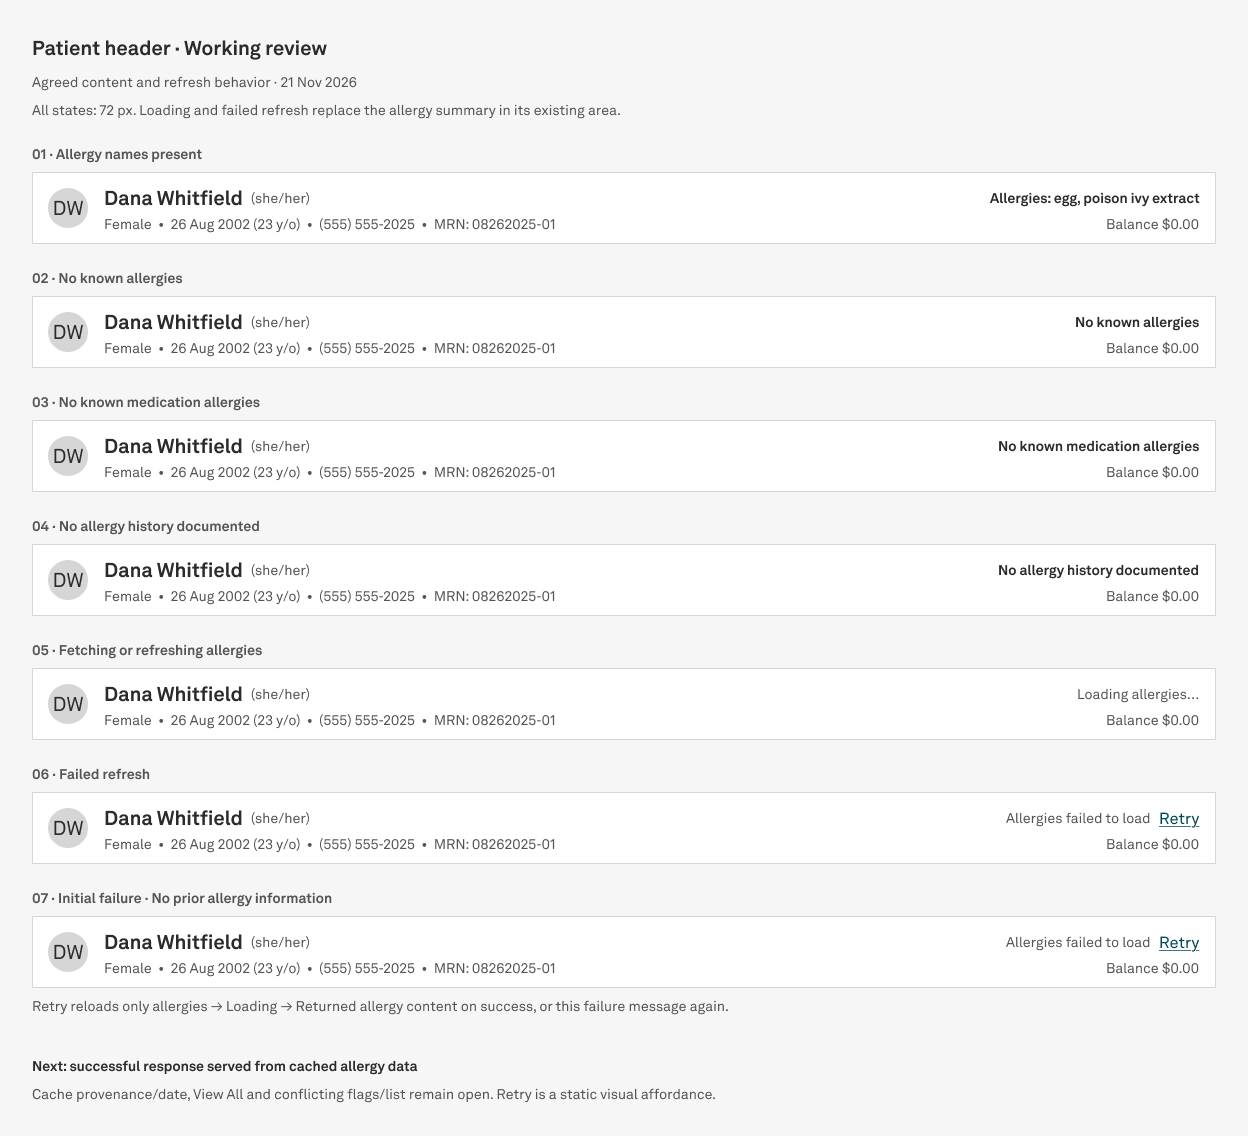 Patient header · Working review
Agreed content and refresh behavior · 21 Nov 2026
All states: 72 px. Loading and failed refresh replace the allergy summary in its existing area.
01 · Allergy names present
DW
Dana Whitfield (she/her)
Allergies: egg, poison ivy extract
Female • 26 Aug 2002 (23 y/o) • (555) 555-2025 • MRN: 08262025-01
Balance $0.00
02 · No known allergies
DW
Dana Whitfield (she/her)
No known allergies
Female • 26 Aug 2002 (23 y/o) • (555) 555-2025 • MRN: 08262025-01
Balance $0.00
03 · No known medication allergies
DW
Dana Whitfield (she/her)
No known medication allergies
Female • 26 Aug 2002 (23 y/o) • (555) 555-2025 • MRN: 08262025-01
Balance $0.00
04 · No allergy history documented
DW
Dana Whitfield (she/her)
No allergy history documented
Female • 26 Aug 2002 (23 y/o) • (555) 555-2025 • MRN: 08262025-01
Balance $0.00
05 · Fetching or refreshing allergies
DW
Dana Whitfield (she/her)
Loading allergies...
Female • 26 Aug 2002 (23 y/o) • (555) 555-2025 • MRN: 08262025-01
Balance $0.00
06 · Failed refresh
DW
Dana Whitfield (she/her)
Allergies failed to load Retry
Female • 26 Aug 2002 (23 y/o) • (555) 555-2025 • MRN: 08262025-01
Balance $0.00
07 · Initial failure · No prior allergy information
DW
Dana Whitfield (she/her)
Allergies failed to load Retry
Female • 26 Aug 2002 (23 y/o) • (555) 555-2025 • MRN: 08262025-01
Balance $0.00
Retry reloads only allergies → Loading → Returned allergy content on success, or this failure message again.
Next: successful response served from cached allergy data
Cache provenance/date, View All and conflicting flags/list remain open. Retry is a static visual affordance.